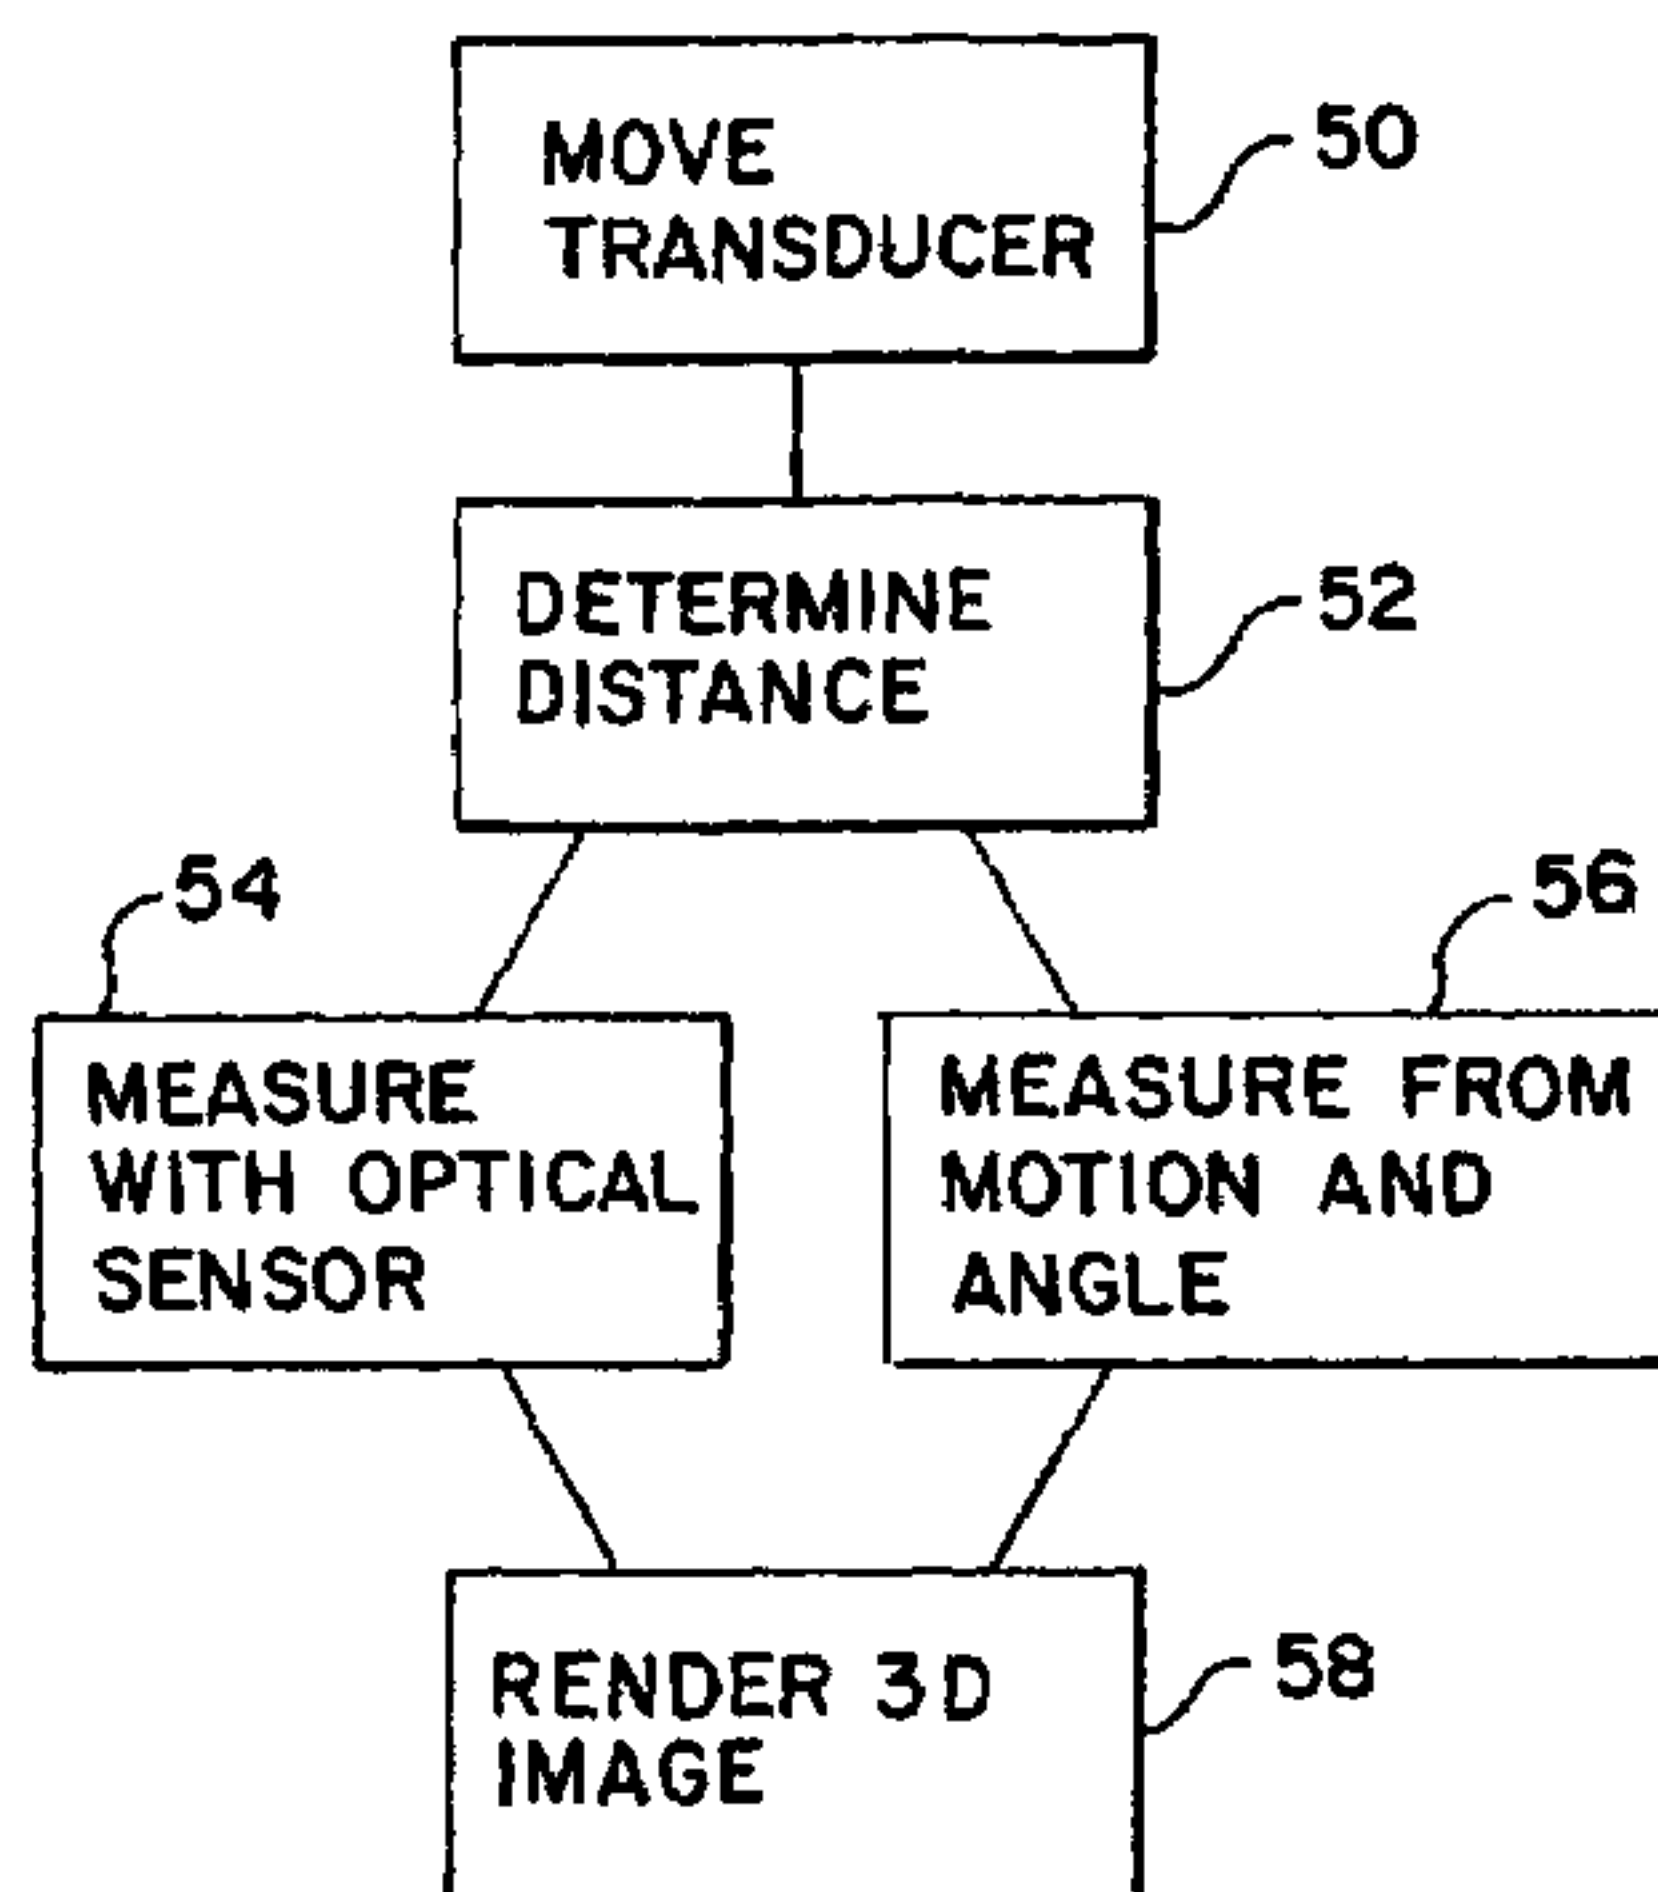 MOVE
TRANSDUCER
50
DETERMINE
DISTANCE
52
54
56
MEASURE
WITH OPTICAL
SENSOR
MEASURE FROM
MOTION AND
ANGLE
RENDER 3D
IMAGE
58